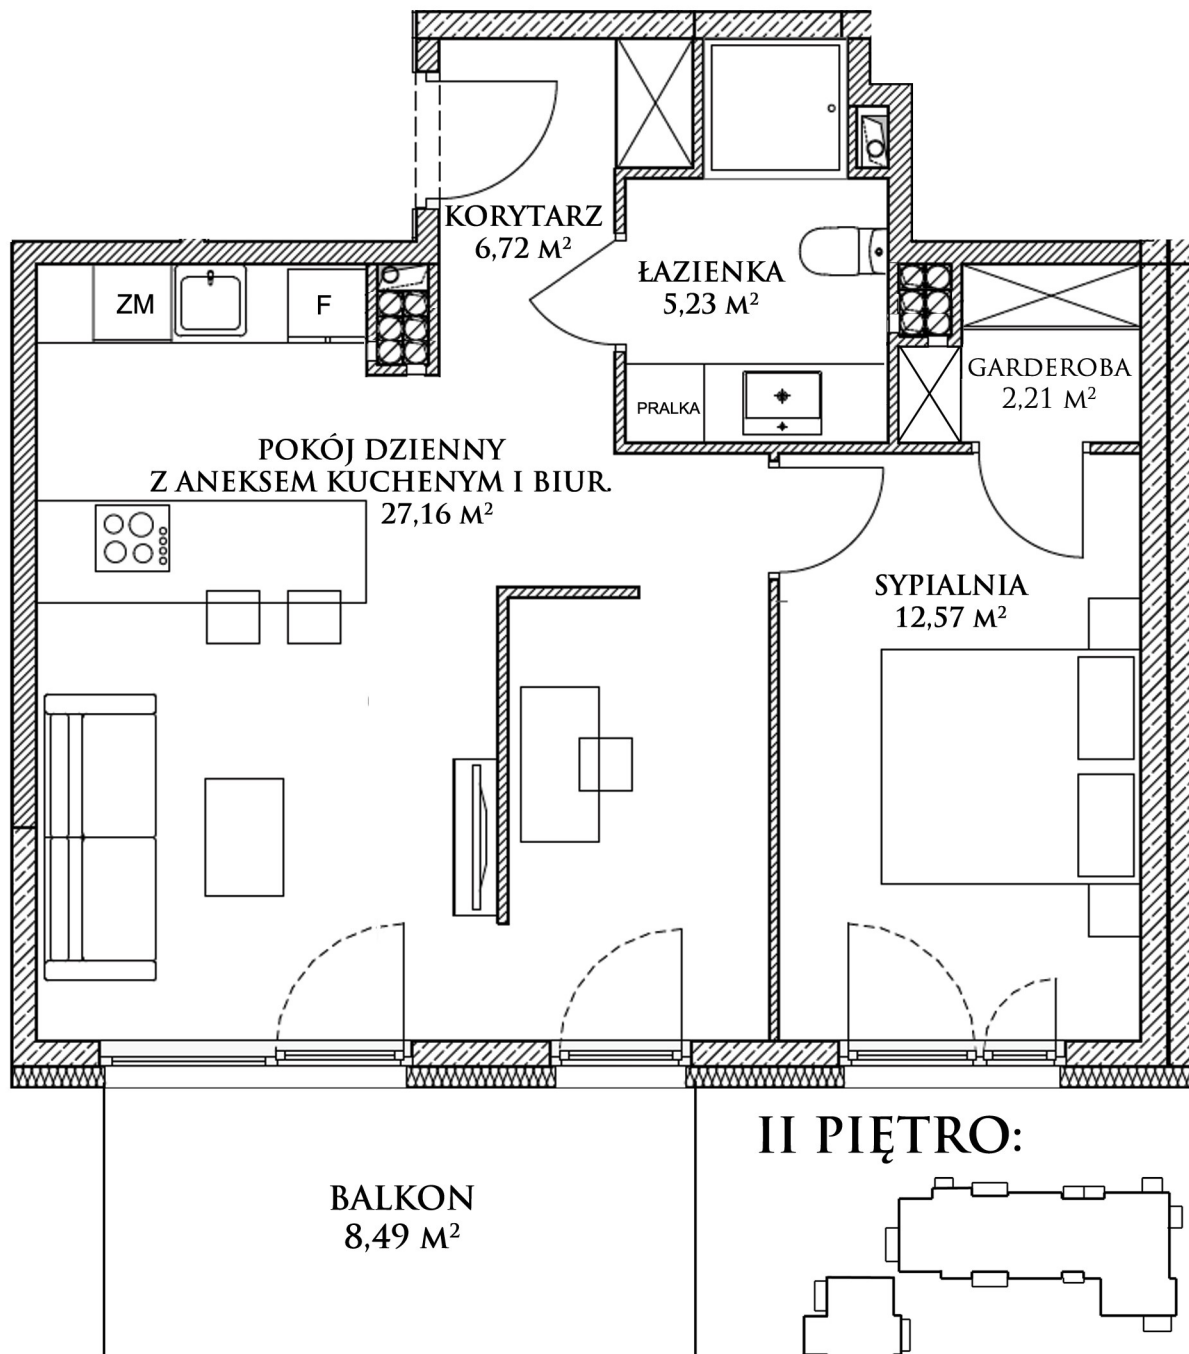 KORYTARZ
6,72 M²
ŁAZIENKA
5,23 M²
ZM
F
GARDEROBA
2,21 M²
PRALKA
POKÓJ DZIENNY
Z ANEKSEM KUCHENYM I BIUR.
27,16 M²
SYPIALNIA
12,57 M²
II PIĘTRO:
BALKON
8,49 M²